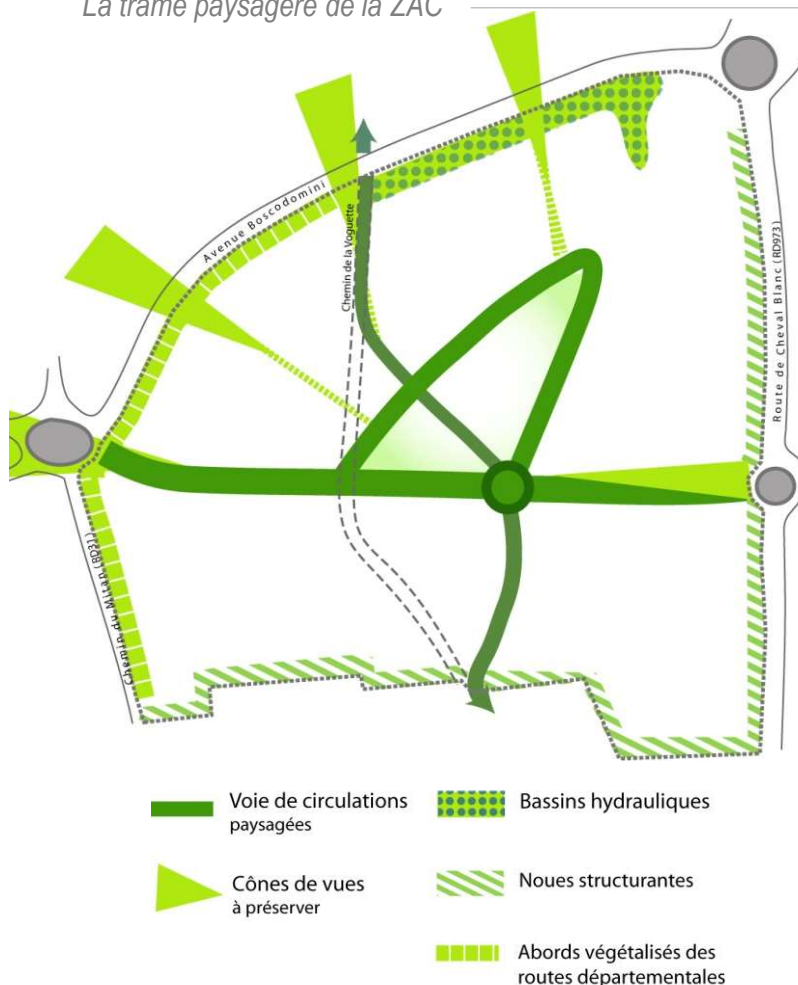 La trame paysagère de la ZAC
Avenue Boscodomini
Chemin de la Voguette
Route de Cheval Blanc (RD973)
Chemin du Mitan (RD31)
Voie de circulations
paysagées
Bassins hydrauliques
Cônes de vues
à préserver
Noues structurantes
Abords végétalisés des
routes départementales